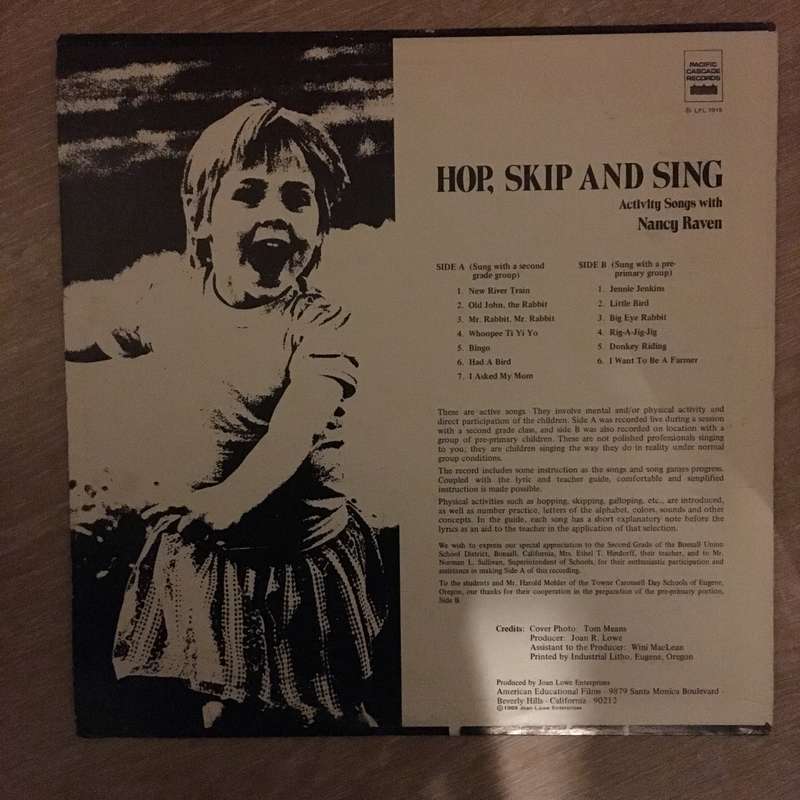 PACIFIC
CASCADE
RECORDS
LFL 7015
HOP, SKIP AND SING
Activity Songs with
Nancy Raven
SIDE A (Sung with a second
grade group)
1. New River Train
2. Old John, the Rabbit
3. Mr. Rabbit, Mr. Rabbit
4. Whoopee Ti Yi Yo
5. Bingo
6. Had A Bird
7. I Asked My Mom
SIDE B (Sung with a pre-
primary group)
1. Jennie Jenkins
2. Little Bird
3. Big Eye Rabbit
4. Rig-A-Jig-Jig
5. Donkey Riding
6. I Want To Be A Farmer
These are active songs. They involve mental and/or physical activity and
direct participation of the children. Side A was recorded live during a session
with a second grade class, and side B was also recorded on location with a
group of pre-primary children. These are not polished professionals singing
to you; they are children singing the way they do in reality under normal
group conditions.
The record includes some instruction as the songs and song games progress.
Coupled with the lyric and teacher guide, comfortable and simplified
instruction is made possible.
Physical activities such as hopping, skipping, galloping, etc., are introduced,
as well as number practice, letters of the alphabet, colors, sounds and other
concepts. In the guide, each song has a short explanatory note before the
lyrics as an aid to the teacher in the application of that selection.
We wish to express our special appreciation to the Second Grade of the Bonsall Union
School District, Bonsall, California, Mrs. Ethel T. Hindorff, their teacher, and to Mr.
Norman L. Sullivan, Superintendent of Schools, for their enthusiastic participation and
assistance in making Side A of this recording.
To the students and Mr. Harold Mohler of the Towne Carousell Day Schools of Eugene,
Oregon, our thanks for their cooperation in the preparation of the pre-primary portion,
Side B.
Credits: Cover Photo: Tom Means
Producer: Joan R. Lowe
Assistant to the Producer: Wini MacLean
Printed by Industrial Litho, Eugene, Oregon
Produced by Joan Lowe Enterprises
American Educational Films - 9879 Santa Monica Boulevard -
Beverly Hills - California - 90212
©1969 Joan Lowe Enterprises